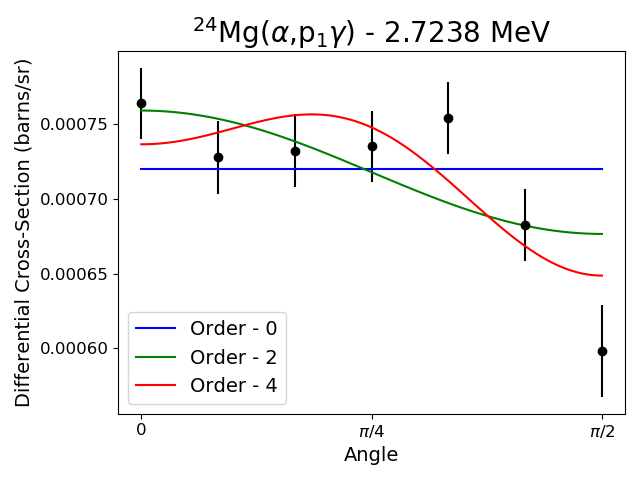 ²⁴Mg(α,p₁γ) - 2.7238 MeV
Differential Cross-Section (barns/sr)
0.00075
0.00070
0.00065
0.00060
Order - 0
Order - 2
Order - 4
0
π/4
π/2
Angle